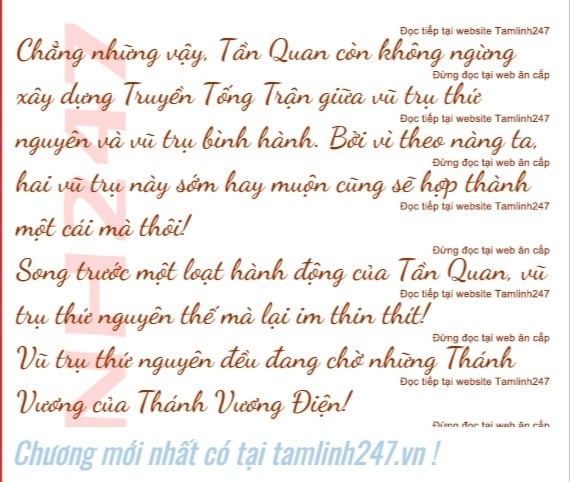 Đọc tiếp tại website Tamlinh247
Chẳng những vậy, Tần Quan còn không ngừng
Đừng đọc tại web ăn cắp
xây dựng Truyền Tống Trận giữa vũ trụ thứ
Đọc tiếp tại website Tamlinh247
nguyên và vũ trụ bình hành. Bởi vì theo nàng ta,
Đừng đọc tại web ăn cắp
hai vũ trụ này sớm hay muộn cũng sẽ hợp thành
Đọc tiếp tại website Tamlinh247
một cái mà thôi!
Đừng đọc tại web ăn cắp
Song trước một loạt hành động của Tần Quan, vũ
Đọc tiếp tại website Tamlinh247
trụ thứ nguyên thế mà lại im thin thít!
Đừng đọc tại web ăn cắp
Vũ trụ thứ nguyên đều đang chờ những Thánh
Đọc tiếp tại website Tamlinh247
Vương của Thánh Vương Điện!
Đừng đọc tại web ăn cắp
Chương mới nhất có tại tamlinh247.vn !
NH247